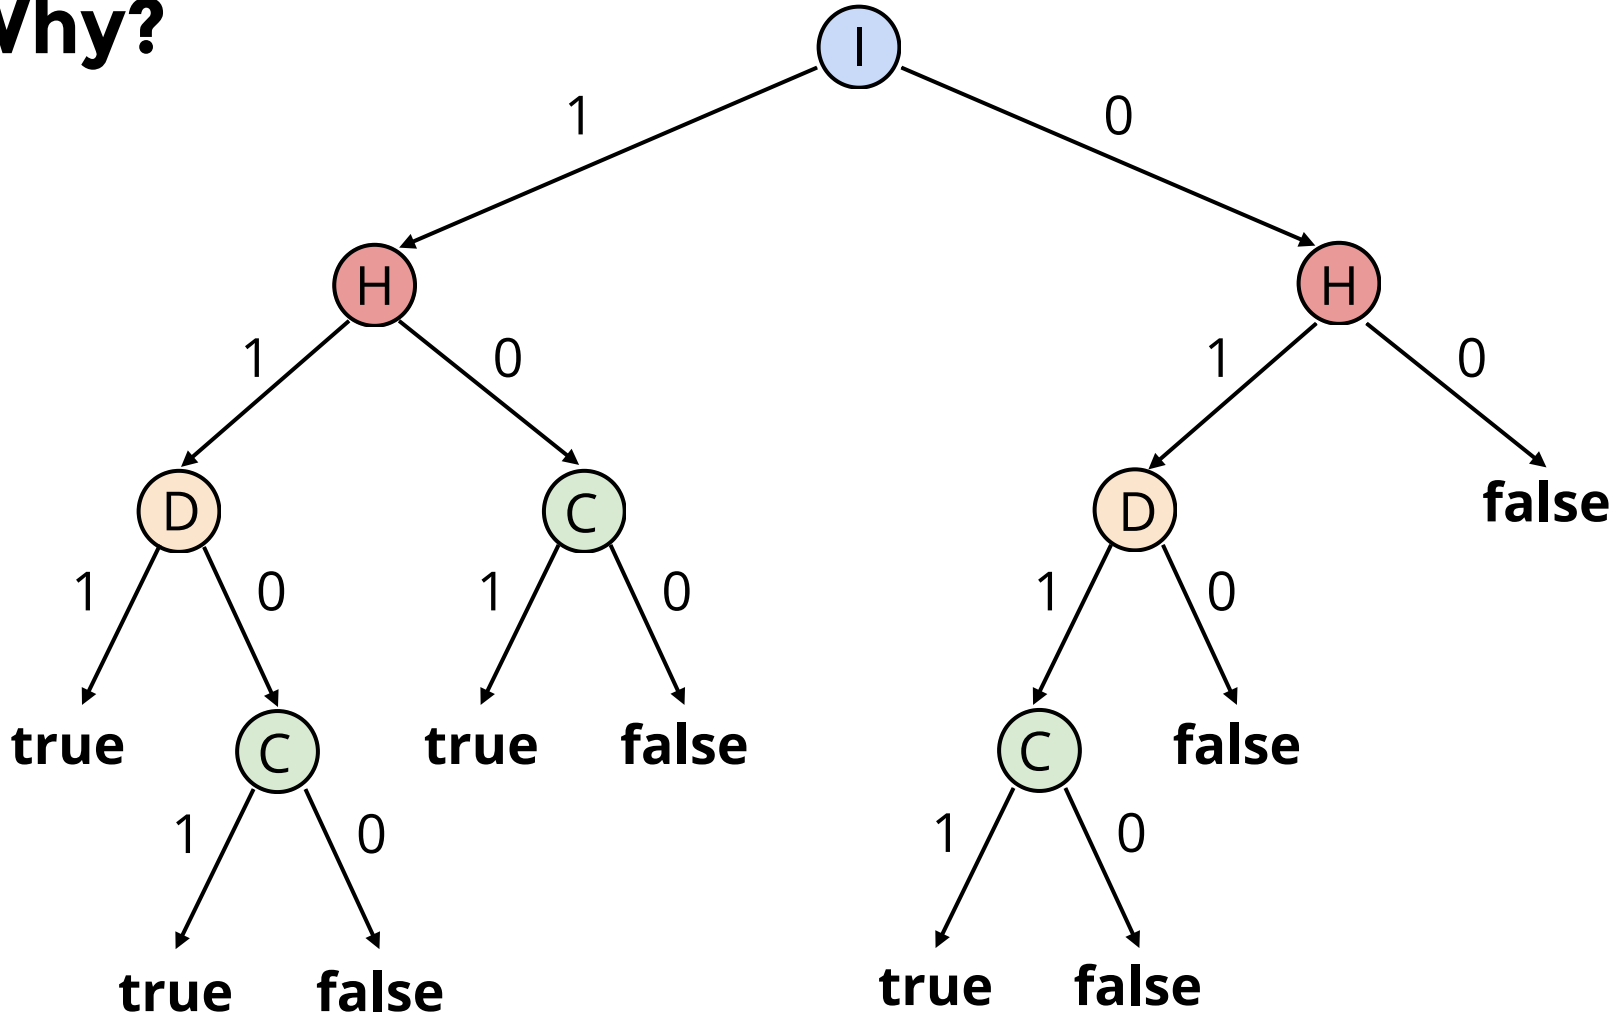 Why?
I
1 0
H H
1 0 1 0
D C D false
1 0 1 0 1 0
true C true false C false
1 0 1 0
true false true false